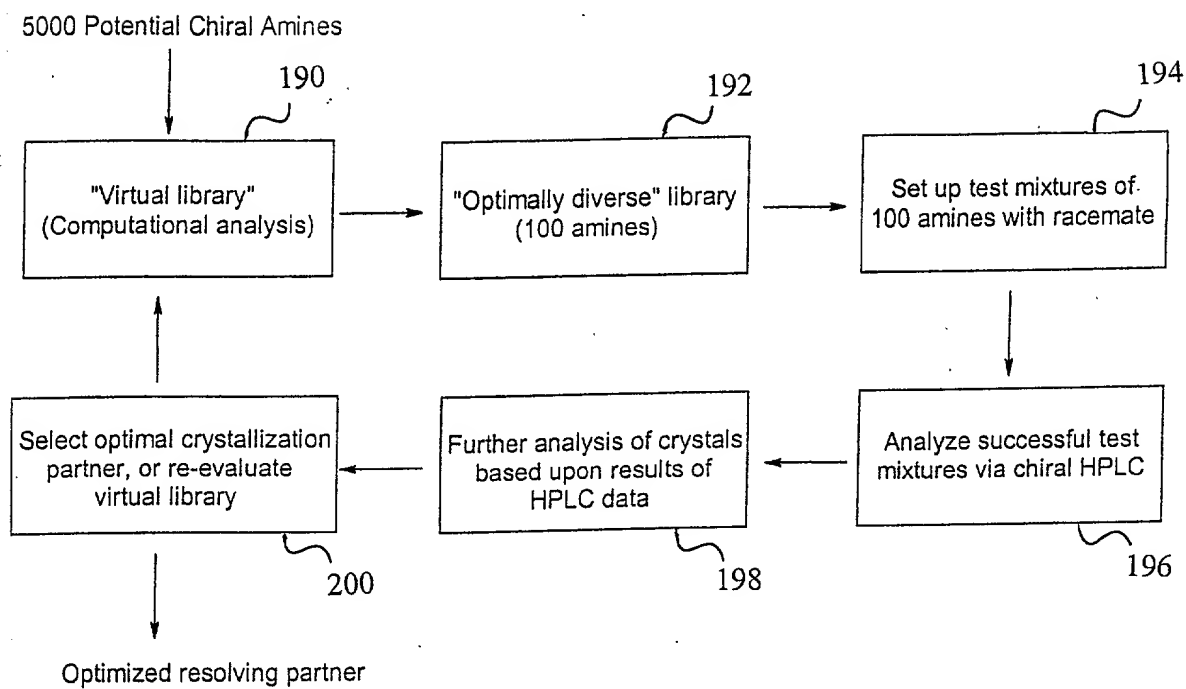 5000 Potential Chiral Amines
190
192
194
"Virtual library"
(Computational analysis)
"Optimally diverse" library
(100 amines)
Set up test mixtures of
100 amines with racemate
Select optimal crystallization
partner, or re-evaluate
virtual library
Further analysis of crystals
based upon results of
HPLC data
Analyze successful test
mixtures via chiral HPLC
200
198
196
Optimized resolving partner